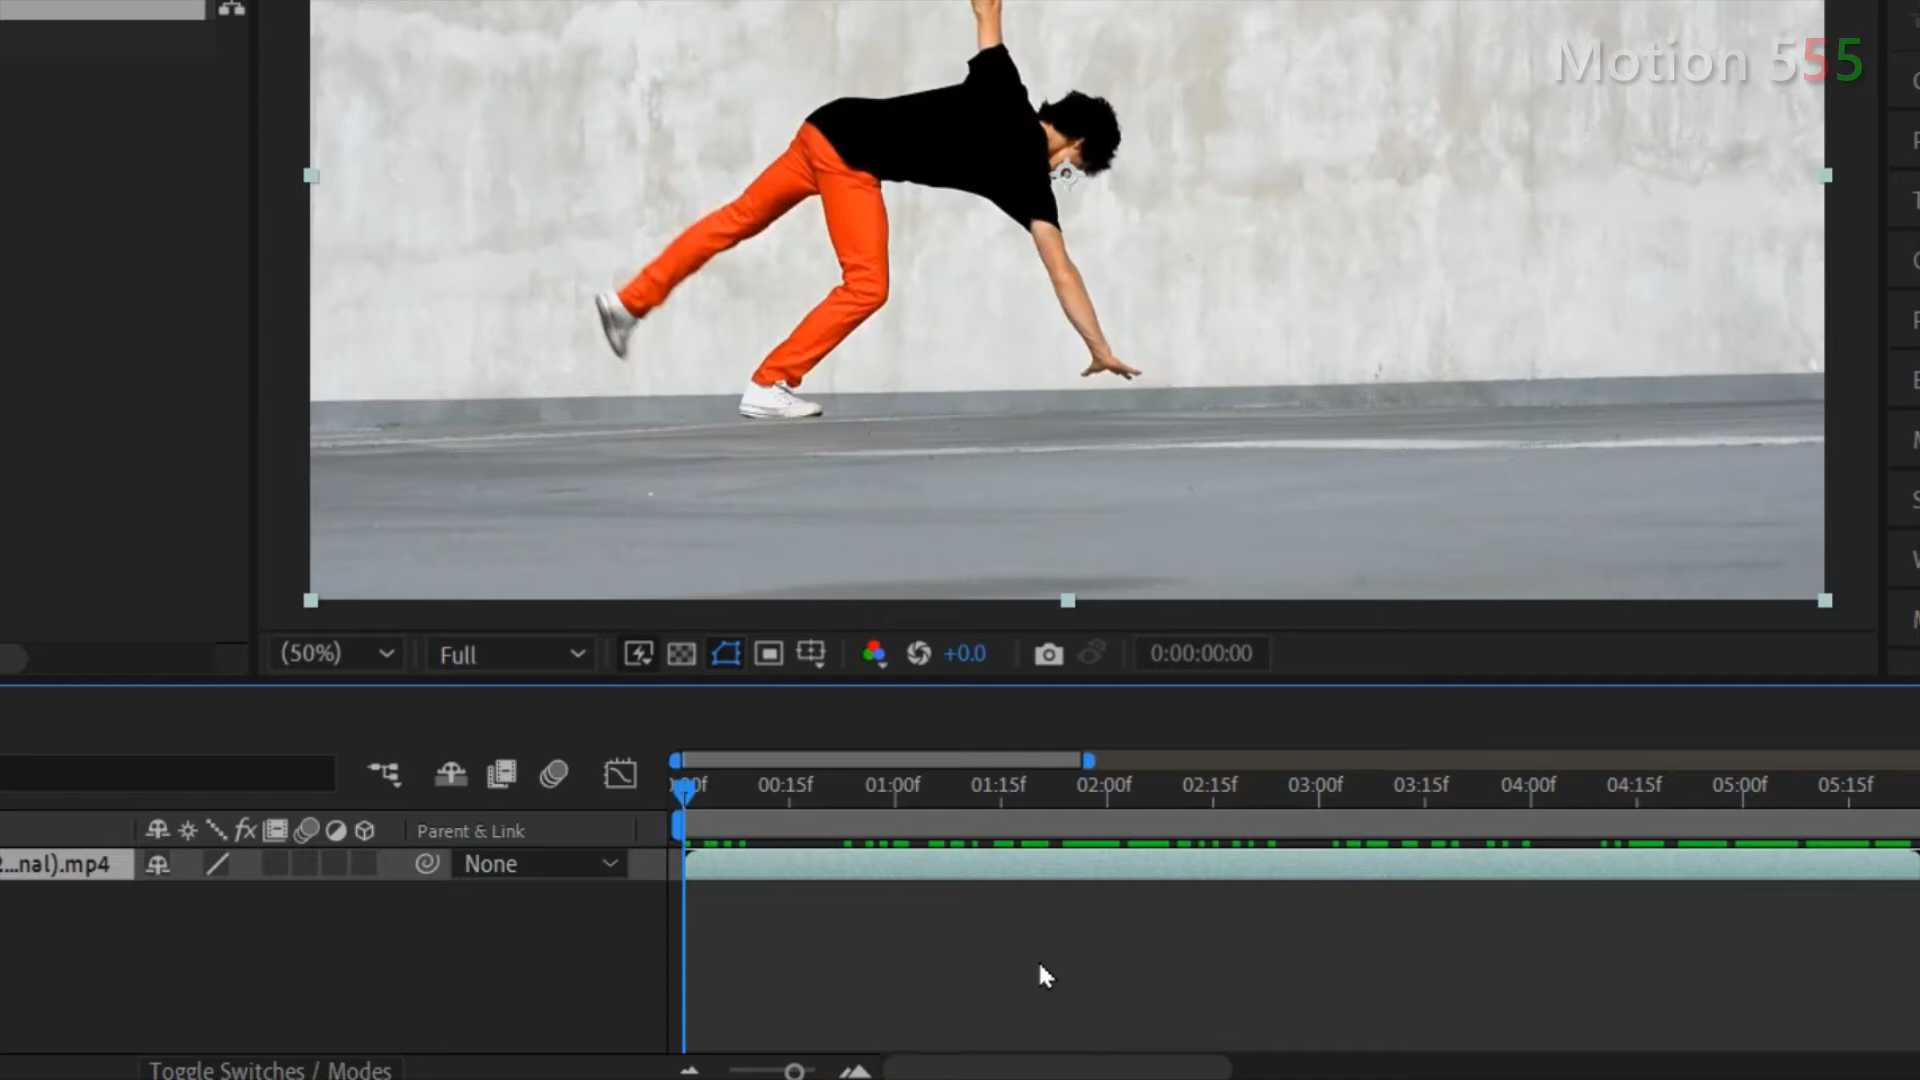 Motion 555
(50%)
Full
+0.0
0:00:00:00
00:15f
01:00f
01:15f
02:00f
02:15f
03:00f
03:15f
04:00f
04:15f
05:00f
05:15f
fx
Parent & Link
...nal).mp4
None
Toggle Switches / Modes